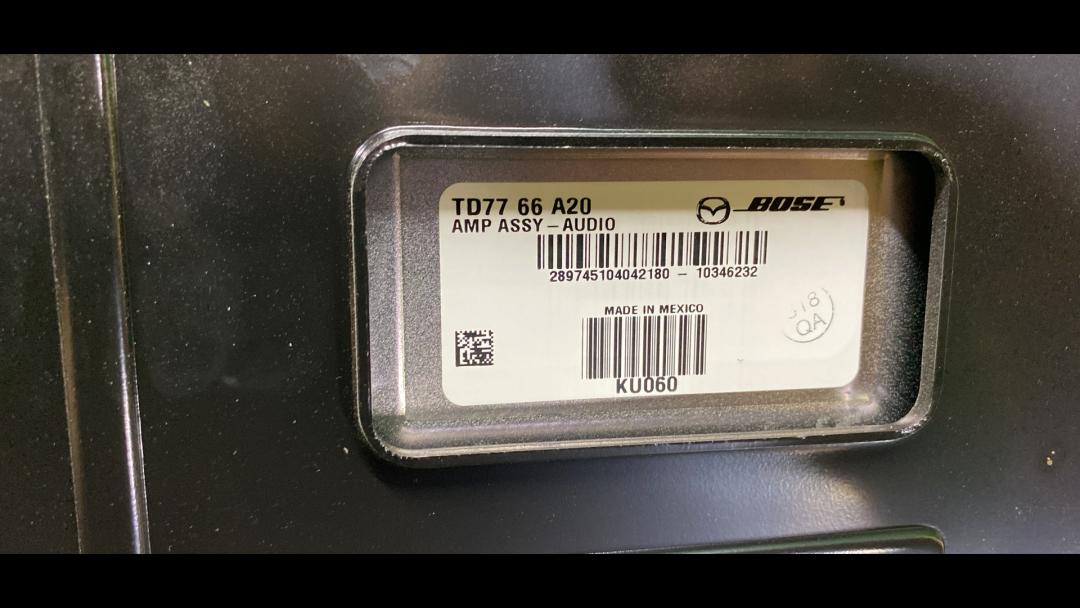 TD77 66 A20
BOSE
AMP ASSY – AUDIO
289745104042180 – 10346232
MADE IN MEXICO
QA
KU060